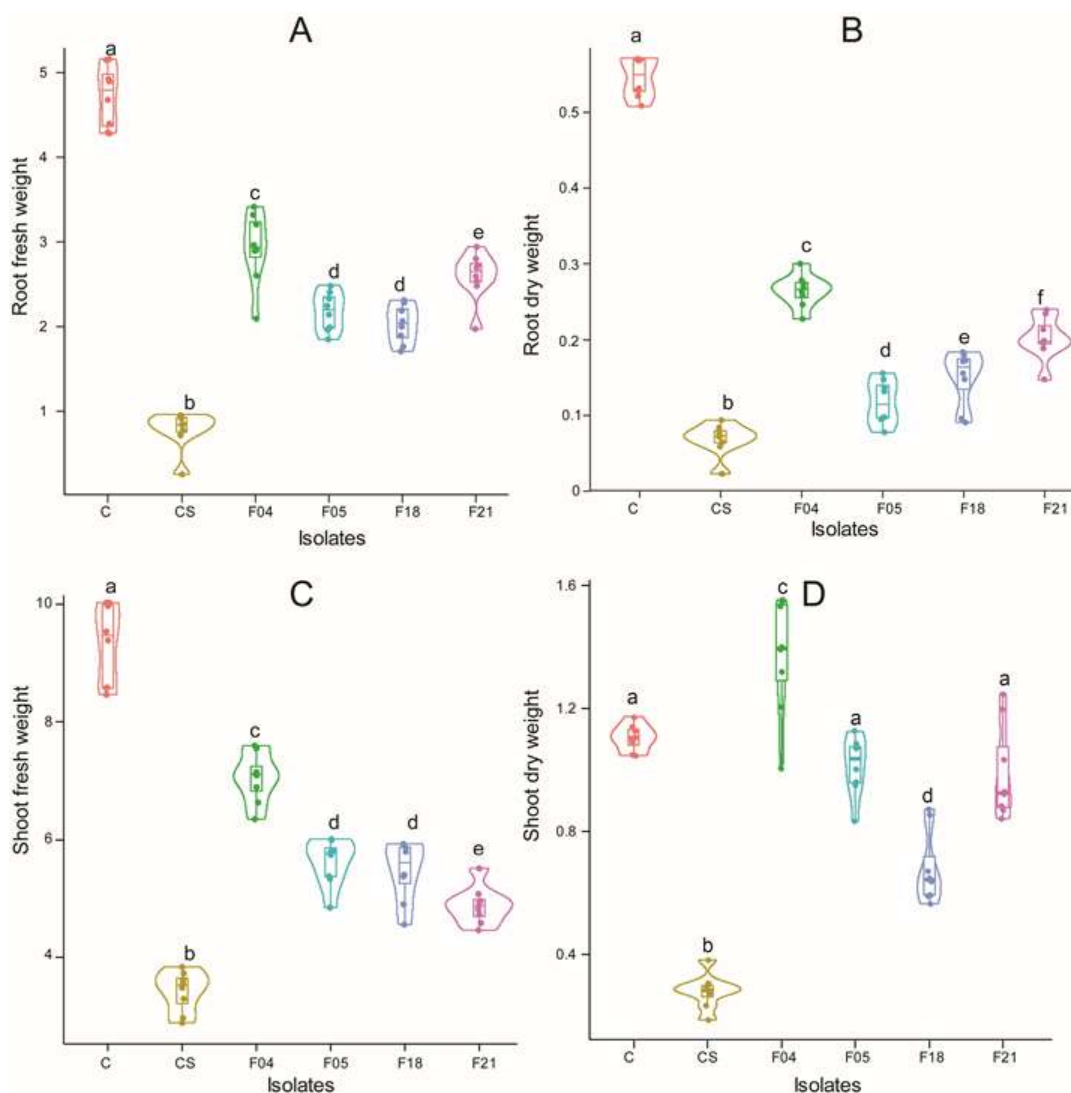 A
Root fresh weight
5
4
3
2
1
a
b
c
d
d
e
C CS F04 F05 F18 F21
Isolates
B
Root dry weight
0.5
0.4
0.3
0.2
0.1
0
a
b
c
d
e
f
C CS F04 F05 F18 F21
Isolates
C
Shoot fresh weight
10
8
6
4
a
b
c
d
d
e
C CS F04 F05 F18 F21
Isolates
D
Shoot dry weight
1.6
1.2
0.8
0.4
a
b
c
a
d
a
C CS F04 F05 F18 F21
Isolates